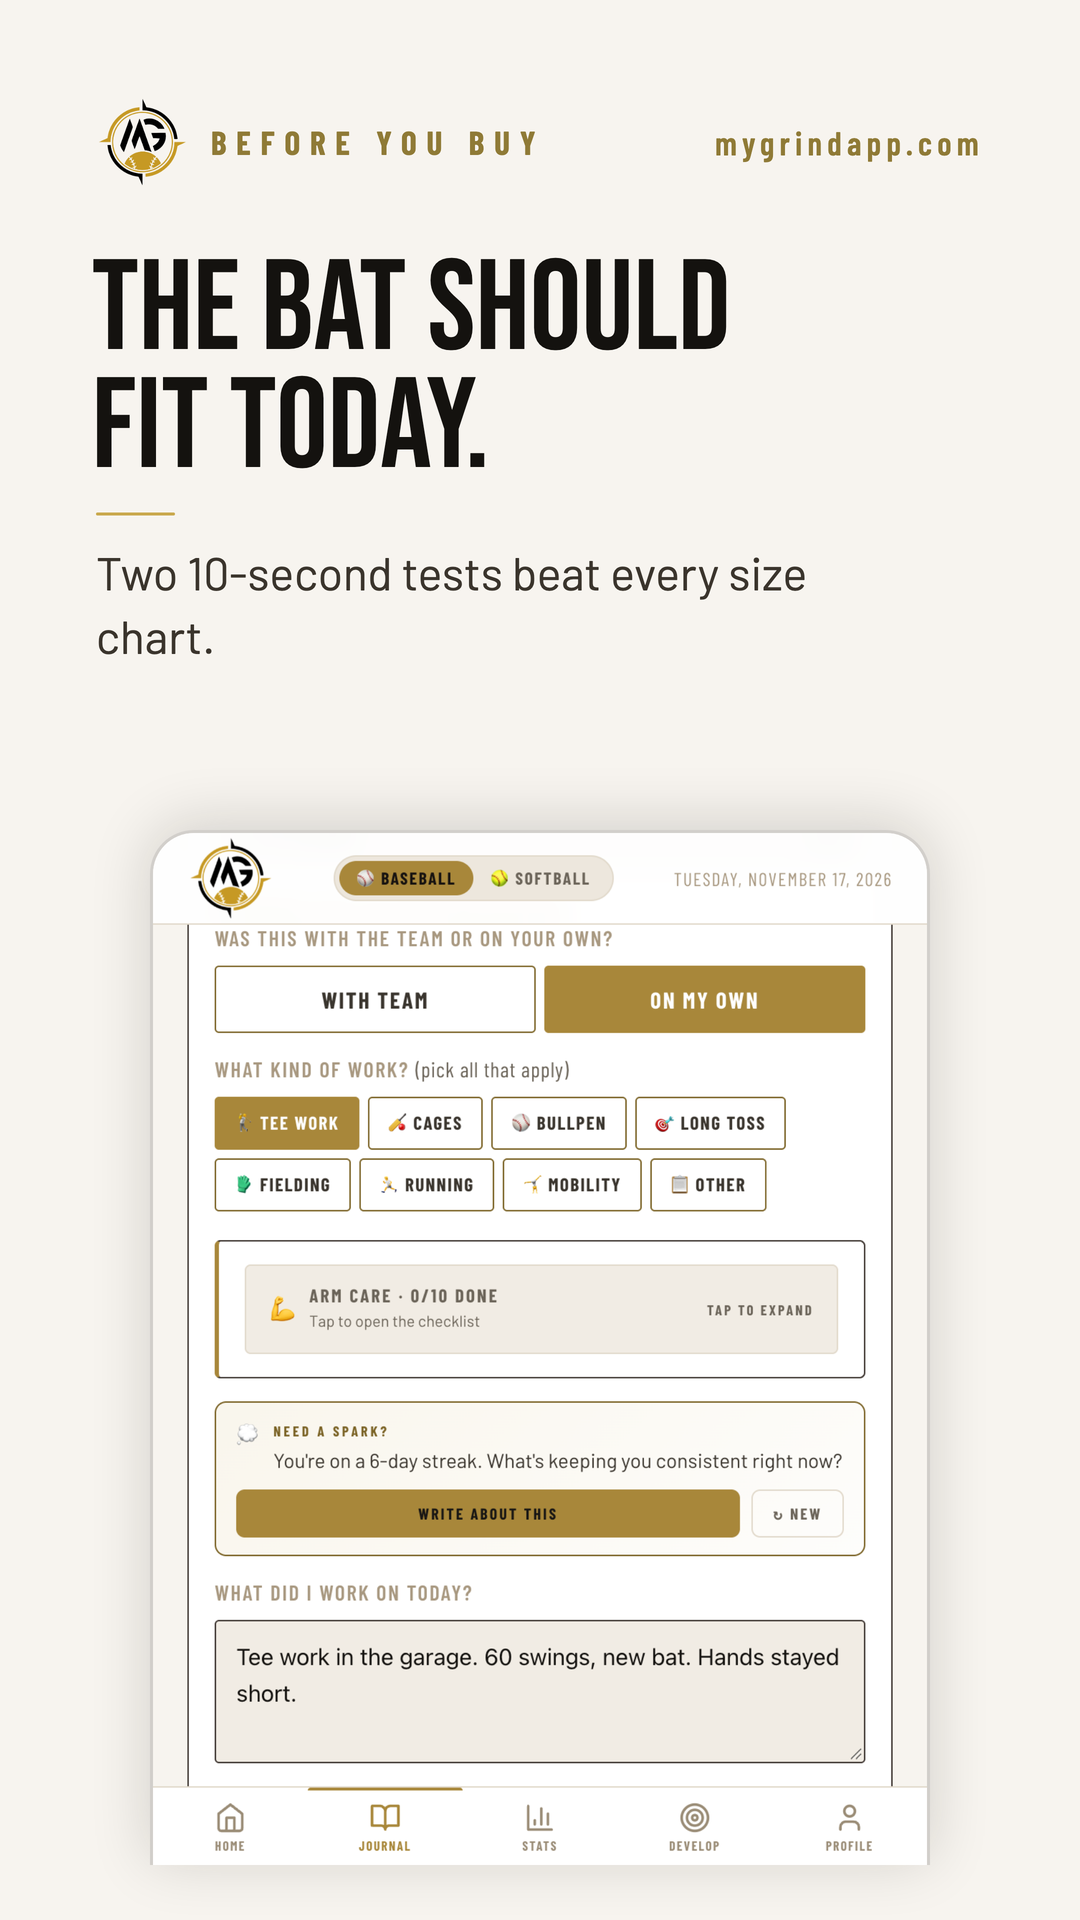 MG
BEFORE YOU BUY
mygrindapp.com
THE BAT SHOULD
FIT TODAY.
Two 10-second tests beat every size
chart.
MG
BASEBALL
SOFTBALL
TUESDAY, NOVEMBER 17, 2026
WAS THIS WITH THE TEAM OR ON YOUR OWN?
WITH TEAM
ON MY OWN
WHAT KIND OF WORK? (pick all that apply)
TEE WORK
CAGES
BULLPEN
LONG TOSS
FIELDING
RUNNING
MOBILITY
OTHER
ARM CARE · 0/10 DONE
Tap to open the checklist
TAP TO EXPAND
NEED A SPARK?
You're on a 6-day streak. What's keeping you consistent right now?
WRITE ABOUT THIS
↻ NEW
WHAT DID I WORK ON TODAY?
Tee work in the garage. 60 swings, new bat. Hands stayed
short.
HOME
JOURNAL
STATS
DEVELOP
PROFILE